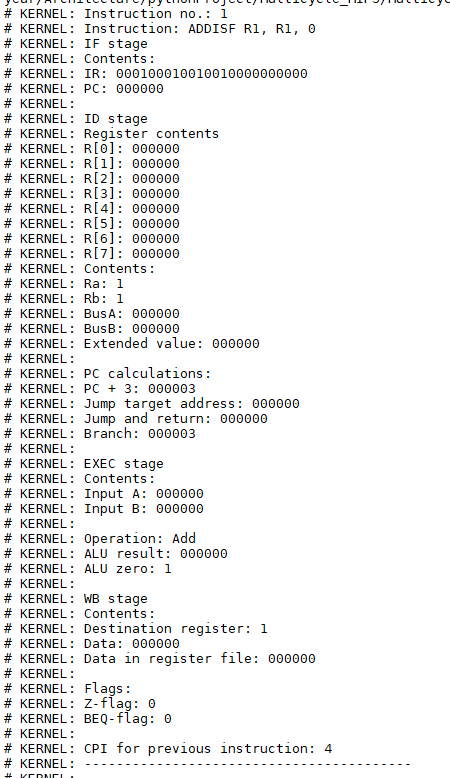 # KERNEL: Instruction no.: 1
# KERNEL: Instruction: ADDISF R1, R1, 0
# KERNEL: IF stage
# KERNEL: Contents:
# KERNEL: IR: 000100010010010000000000
# KERNEL: PC: 000000
# KERNEL:
# KERNEL: ID stage
# KERNEL: Register contents
# KERNEL: R[0]: 000000
# KERNEL: R[1]: 000000
# KERNEL: R[2]: 000000
# KERNEL: R[3]: 000000
# KERNEL: R[4]: 000000
# KERNEL: R[5]: 000000
# KERNEL: R[6]: 000000
# KERNEL: R[7]: 000000
# KERNEL: Contents:
# KERNEL: Ra: 1
# KERNEL: Rb: 1
# KERNEL: BusA: 000000
# KERNEL: BusB: 000000
# KERNEL: Extended value: 000000
# KERNEL:
# KERNEL: PC calculations:
# KERNEL: PC + 3: 000003
# KERNEL: Jump target address: 000000
# KERNEL: Jump and return: 000000
# KERNEL: Branch: 000003
# KERNEL:
# KERNEL: EXEC stage
# KERNEL: Contents:
# KERNEL: Input A: 000000
# KERNEL: Input B: 000000
# KERNEL:
# KERNEL: Operation: Add
# KERNEL: ALU result: 000000
# KERNEL: ALU zero: 1
# KERNEL:
# KERNEL: WB stage
# KERNEL: Contents:
# KERNEL: Destination register: 1
# KERNEL: Data: 000000
# KERNEL: Data in register file: 000000
# KERNEL:
# KERNEL: Flags:
# KERNEL: Z-flag: 0
# KERNEL: BEQ-flag: 0
# KERNEL:
# KERNEL: CPI for previous instruction: 4
# KERNEL: -----------------------------------------
# KERNEL: